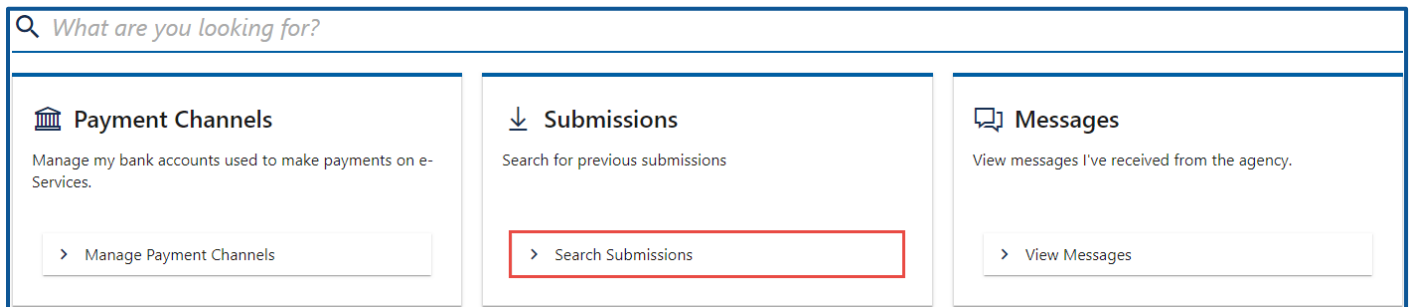 What are you looking for?
Payment Channels
Manage my bank accounts used to make payments on e-
Services.
Manage Payment Channels
Submissions
Search for previous submissions
Search Submissions
Messages
View messages I've received from the agency.
View Messages